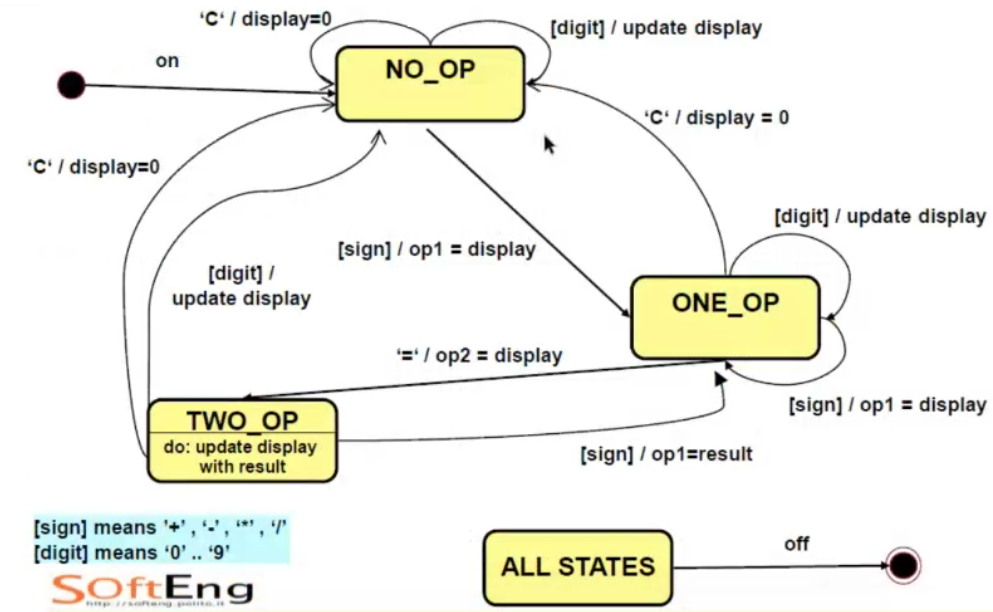 ‘C‘ / display=0
[digit] / update display
on
NO_OP
‘C‘ / display = 0
‘C‘ / display=0
[digit] / update display
[sign] / op1 = display
[digit] /
update display
ONE_OP
‘=‘ / op2 = display
[sign] / op1 = display
TWO_OP
do: update display
with result
[sign] / op1=result
[sign] means ’+’ , ‘-’ , ‘*’ , ‘/’
[digit] means ‘0’ .. ‘9’
off
ALL STATES
SOftEng
http://softeng.polito.it